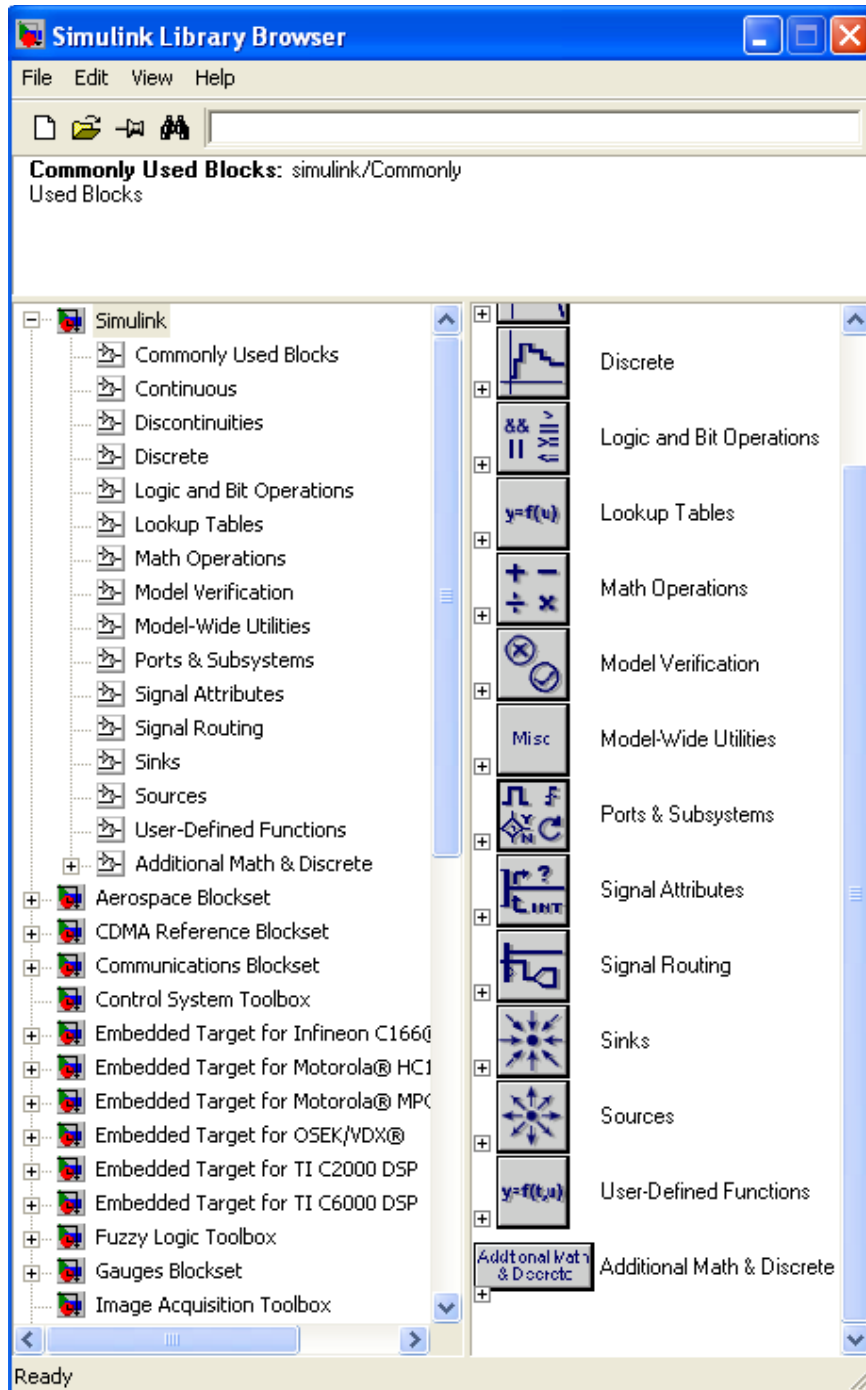 Simulink Library Browser
File Edit View Help
Commonly Used Blocks: simulink/Commonly
Used Blocks
Simulink
Commonly Used Blocks
Continuous
Discontinuities
Discrete
Logic and Bit Operations
Lookup Tables
Math Operations
Model Verification
Model-Wide Utilities
Ports & Subsystems
Signal Attributes
Signal Routing
Sinks
Sources
User-Defined Functions
Additional Math & Discrete
Aerospace Blockset
CDMA Reference Blockset
Communications Blockset
Control System Toolbox
Embedded Target for Infineon C166®
Embedded Target for Motorola® HC1
Embedded Target for Motorola® MPC
Embedded Target for OSEK/VDX®
Embedded Target for TI C2000 DSP
Embedded Target for TI C6000 DSP
Fuzzy Logic Toolbox
Gauges Blockset
Image Acquisition Toolbox
Discrete
&& > >= <=
||
Logic and Bit Operations
y=f(u)
Lookup Tables
+ −
÷ ×
Math Operations
Model Verification
Misc
Model-Wide Utilities
Y
N
Ports & Subsystems
?
t INT
Signal Attributes
Signal Routing
Sinks
Sources
y=f(t,u)
User-Defined Functions
Additional Math
& Discrete
Additional Math & Discrete
Ready